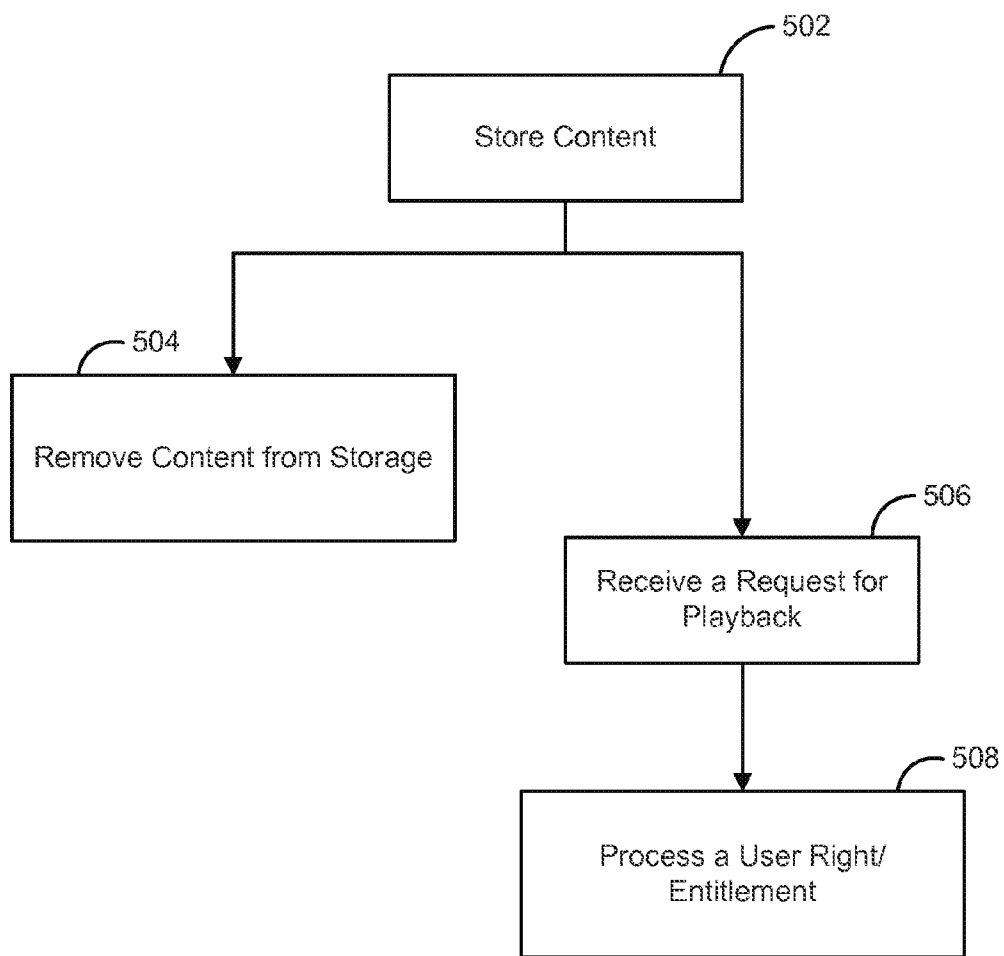 502
Store Content
504
Remove Content from Storage
506
Receive a Request for
Playback
508
Process a User Right/
Entitlement